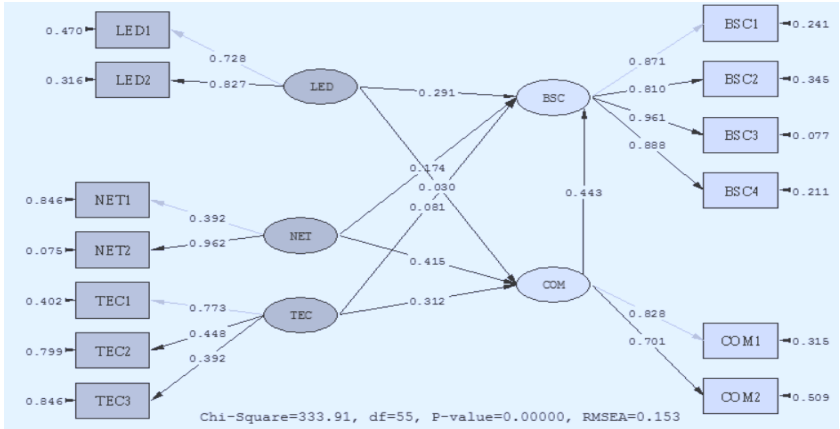 0.470 LED1
0.728
0.316 LED2
0.827
LED
0.291
BSC
BSC1 0.241
0.871
BSC2 0.345
0.810
0.961
BSC3 0.077
0.888
BSC4 0.211
0.174
0.030
0.081
0.443
0.846 NET1
0.392
NET
0.075 NET2
0.962
0.415
COM
0.402 TEC1
0.773
TEC
0.312
0.448
0.799 TEC2
0.392
0.846 TEC3
0.828
COM1 0.315
0.701
COM2 0.509
Chi-Square=333.91, df=55, P-value=0.00000, RMSEA=0.153